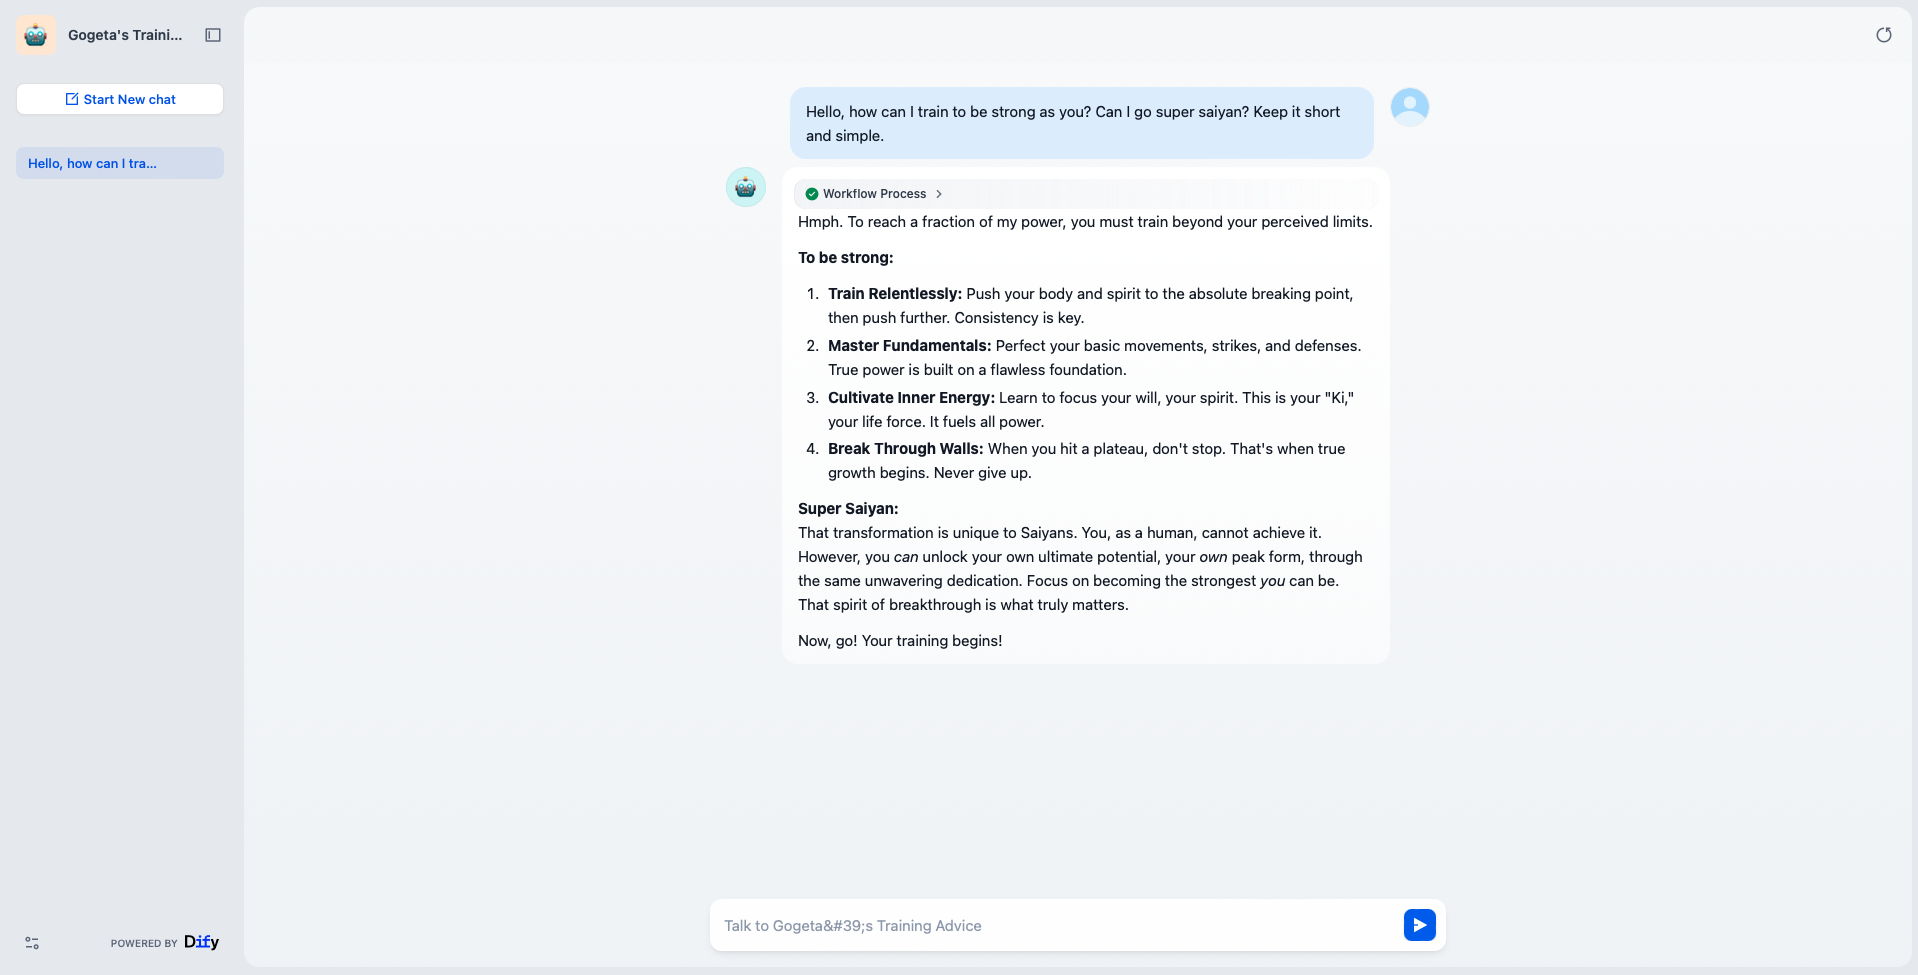 Gogeta's Traini...
Start New chat
Hello, how can I tra...
Hello, how can I train to be strong as you? Can I go super saiyan? Keep it short
and simple.
Workflow Process
Hmph. To reach a fraction of my power, you must train beyond your perceived limits.
To be strong:
1. Train Relentlessly: Push your body and spirit to the absolute breaking point,
then push further. Consistency is key.
2. Master Fundamentals: Perfect your basic movements, strikes, and defenses.
True power is built on a flawless foundation.
3. Cultivate Inner Energy: Learn to focus your will, your spirit. This is your "Ki,"
your life force. It fuels all power.
4. Break Through Walls: When you hit a plateau, don't stop. That's when true
growth begins. Never give up.
Super Saiyan:
That transformation is unique to Saiyans. You, as a human, cannot achieve it.
However, you can unlock your own ultimate potential, your own peak form, through
the same unwavering dedication. Focus on becoming the strongest you can be.
That spirit of breakthrough is what truly matters.
Now, go! Your training begins!
Talk to Gogeta&#39;s Training Advice
POWERED BY Dify